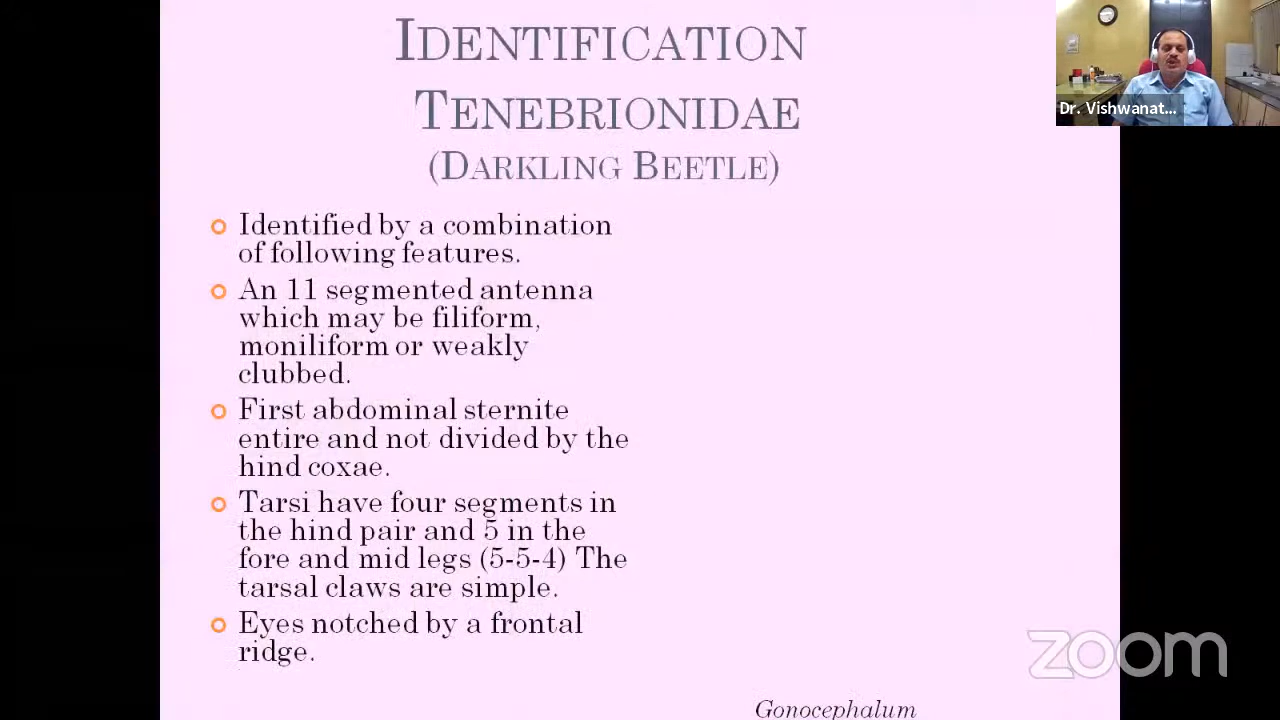 IDENTIFICATION
TENEBRIONIDAE
(DARKLING BEETLE)
Identified by a combination
of following features.
An 11 segmented antenna
which may be filiform,
moniliform or weakly
clubbed.
First abdominal sternite
entire and not divided by the
hind coxae.
Tarsi have four segments in
the hind pair and 5 in the
fore and mid legs (5-5-4) The
tarsal claws are simple.
Eyes notched by a frontal
ridge.
Gonocephalum
Dr. Vishwanat...
zoom